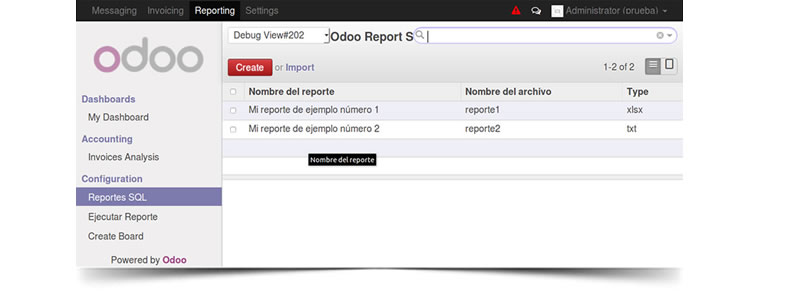 Messaging Invoicing Reporting Settings Administrator (prueba)
odoo
Debug View#202 Odoo Report S
Create or Import 1-2 of 2
Dashboards
My Dashboard
Accounting
Invoices Analysis
Configuration
Reportes SQL
Ejecutar Reporte
Create Board
Powered by Odoo
Nombre del reporte Nombre del archivo Type
Mi reporte de ejemplo número 1 reporte1 xlsx
Mi reporte de ejemplo número 2 reporte2 txt
Nombre del reporte